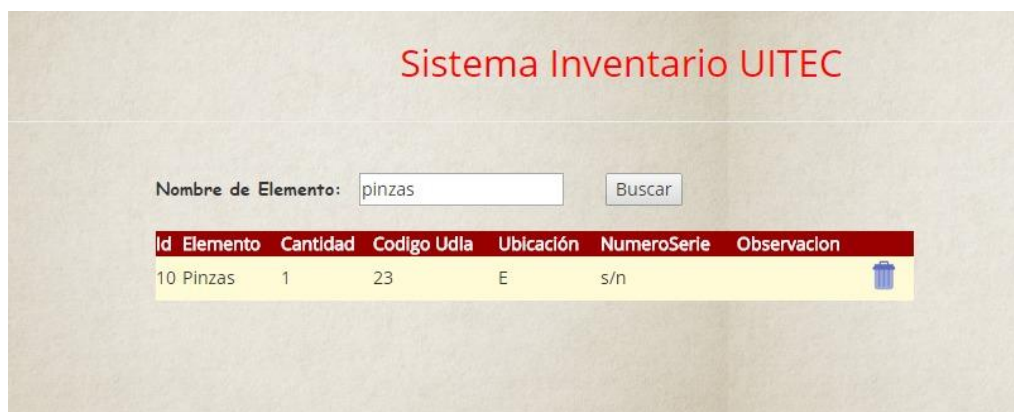 Sistema Inventario UITEC
Nombre de Elemento: pinzas Buscar
Id Elemento Cantidad Codigo Udla Ubicación NumeroSerie Observacion
10 Pinzas 1 23 E s/n